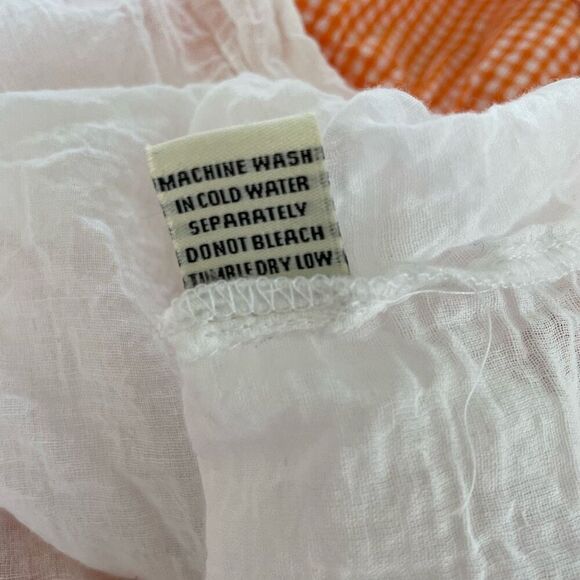 MACHINE WASH
IN COLD WATER
SEPARATELY
DO NOT BLEACH
TUMBLE DRY LOW